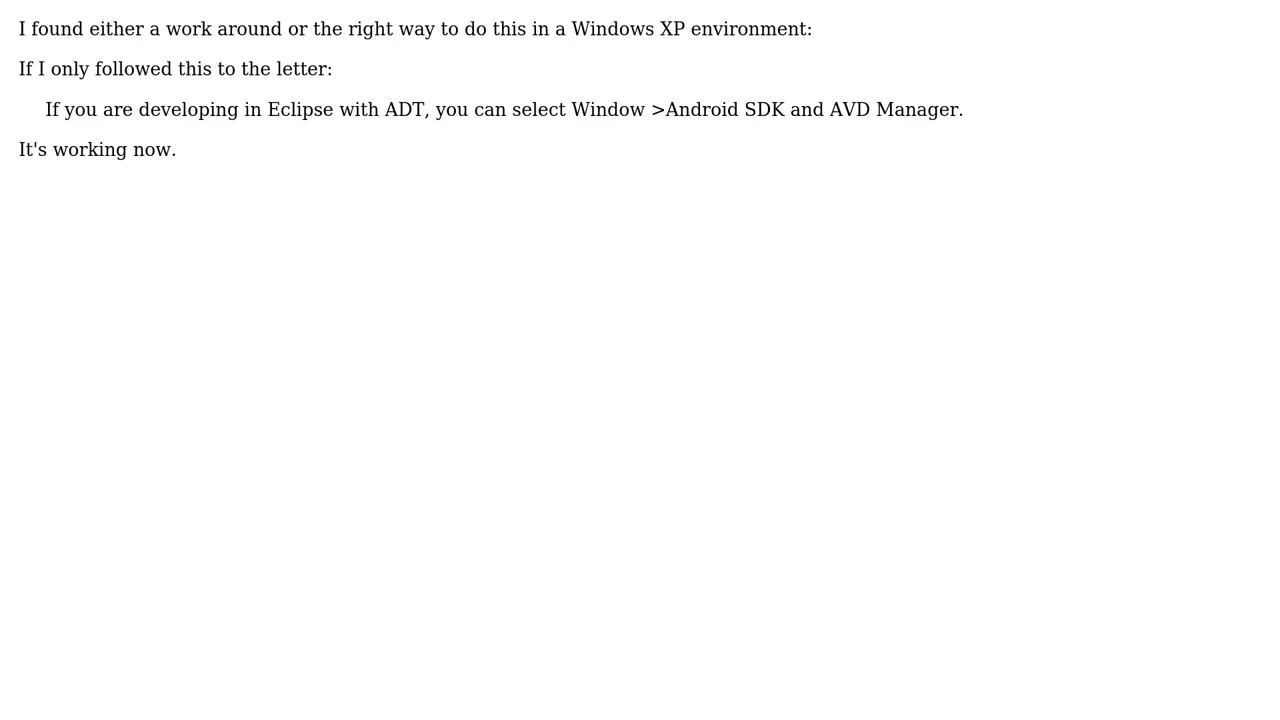 I found either a work around or the right way to do this in a Windows XP environment:
If I only followed this to the letter:
If you are developing in Eclipse with ADT, you can select Window >Android SDK and AVD Manager.
It's working now.